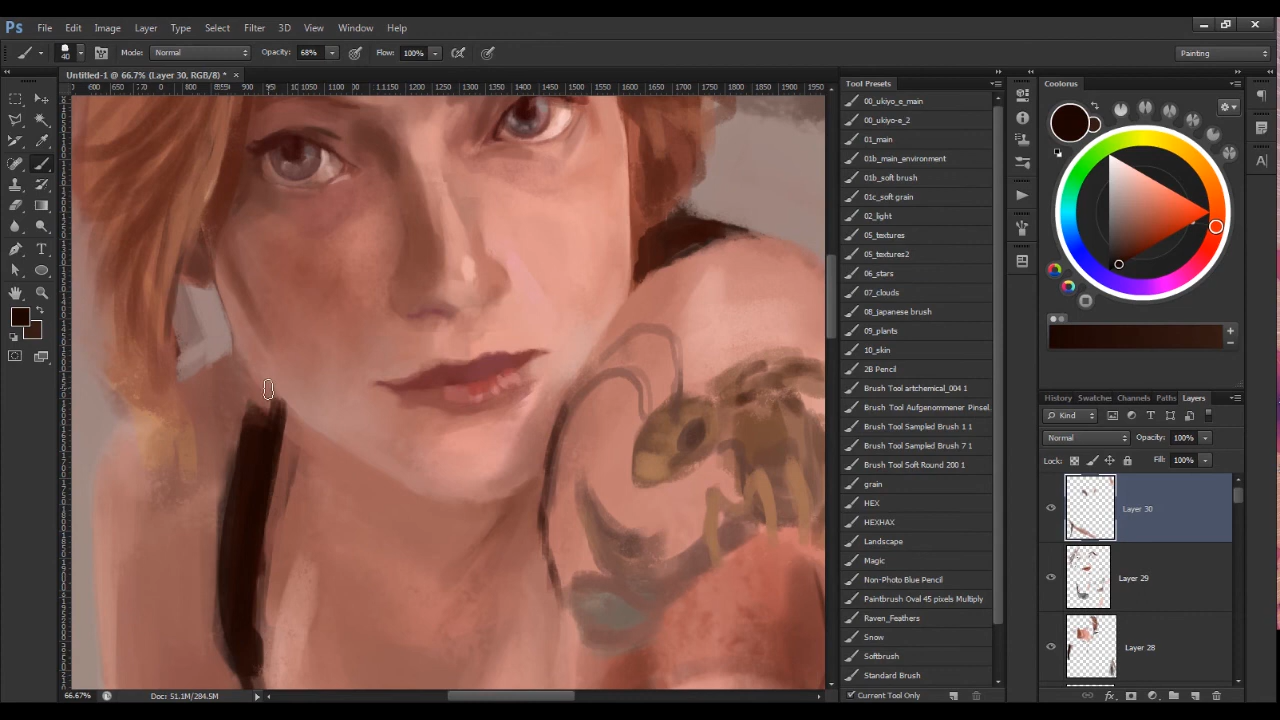 Ps File Edit Image Layer Type Select Filter 3D View Window Help
40 Mode: Normal Opacity: 68% Flow: 100% Painting
Untitled-1 @ 66.7% (Layer 30, RGB/8) * ×
Tool Presets
00_ukiyo_e_main
00_ukiyo-e_2
01_main
01b_main_environment
01b_soft brush
01c_soft grain
02_light
05_textures
05_textures2
06_stars
07_clouds
08_japanese brush
09_plants
10_skin
2B Pencil
Brush Tool artchemical_004 1
Brush Tool Aufgenommener Pinsel.
Brush Tool Sampled Brush 1 1
Brush Tool Sampled Brush 7 1
Brush Tool Soft Round 200 1
grain
HEX
HEXHAX
Landscape
Magic
Non-Photo Blue Pencil
Paintbrush Oval 45 pixels Multiply
Raven_Feathers
Snow
Softbrush
Standard Brush
Current Tool Only
Coolorus
History Swatches Channels Paths Layers
Kind
Normal Opacity: 100%
Lock: Fill: 100%
Layer 30
Layer 29
Layer 28
66.67% Doc: 51.1M/284.5M